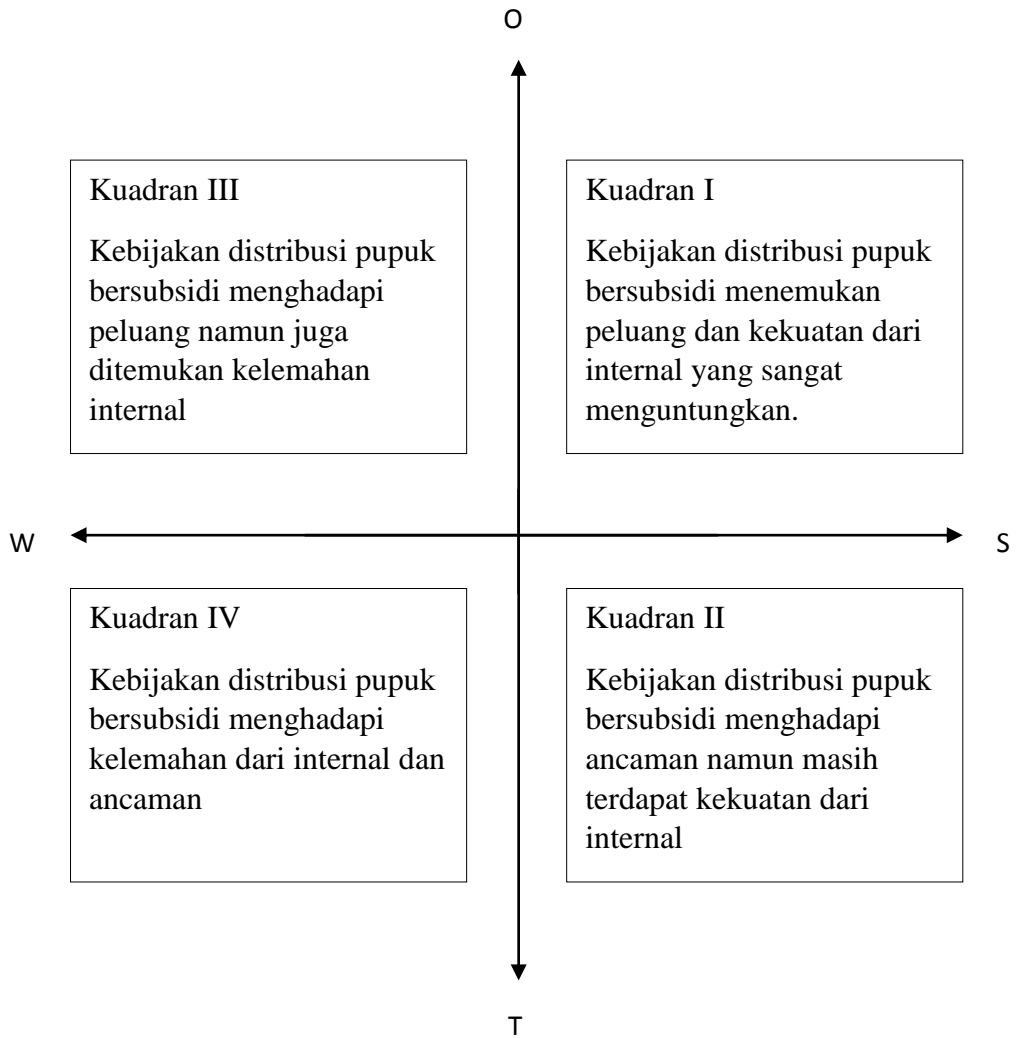 O
Kuadran III
Kebijakan distribusi pupuk
bersubsidi menghadapi
peluang namun juga
ditemukan kelemahan
internal
Kuadran I
Kebijakan distribusi pupuk
bersubsidi menemukan
peluang dan kekuatan dari
internal yang sangat
menguntungkan.
W
S
Kuadran IV
Kebijakan distribusi pupuk
bersubsidi menghadapi
kelemahan dari internal dan
ancaman
Kuadran II
Kebijakan distribusi pupuk
bersubsidi menghadapi
ancaman namun masih
terdapat kekuatan dari
internal
T